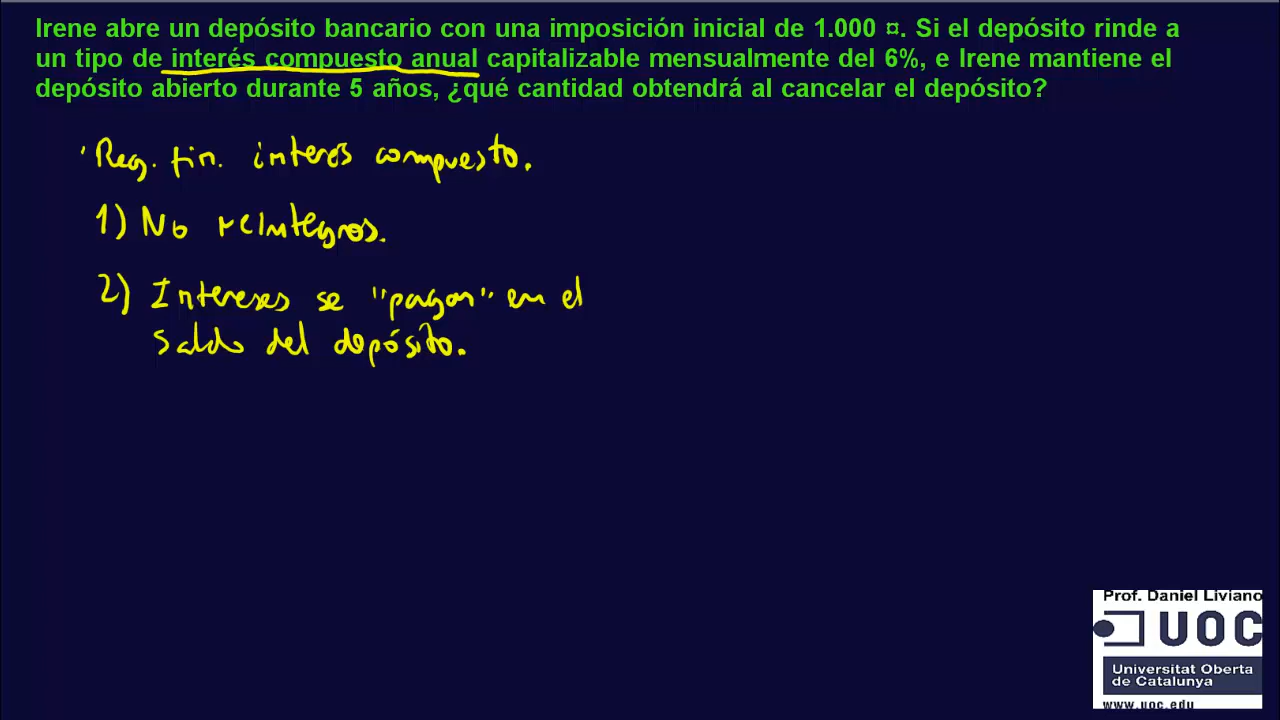 Irene abre un depósito bancario con una imposición inicial de 1.000 ¤. Si el depósito rinde a
un tipo de interés compuesto anual capitalizable mensualmente del 6%, e Irene mantiene el
depósito abierto durante 5 años, ¿qué cantidad obtendrá al cancelar el depósito?
Reg. fin. interés compuesto.
1) No reintegros.
2) Intereses se "pagan" en el
saldo del depósito.
Prof. Daniel Liviano
UOC
Universitat Oberta
de Catalunya
www.uoc.edu